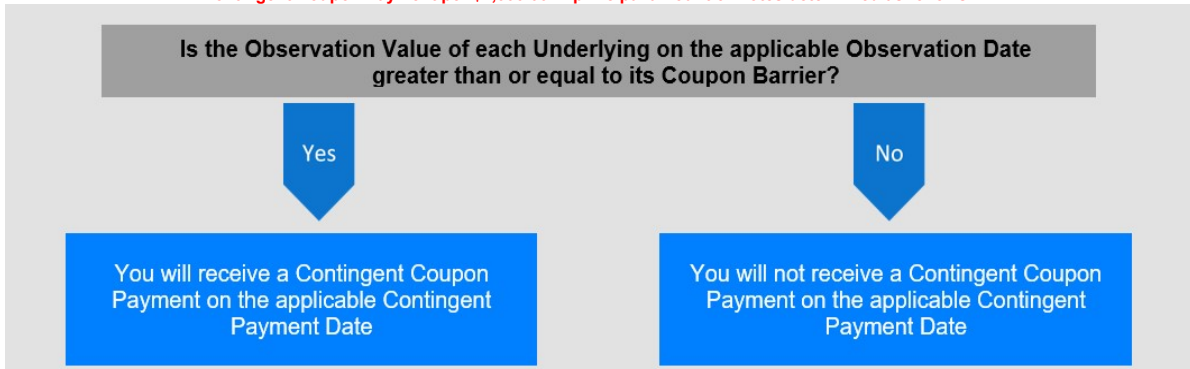 Is the Observation Value of each Underlying on the applicable Observation Date
greater than or equal to its Coupon Barrier?
Yes
No
You will receive a Contingent Coupon
Payment on the applicable Contingent
Payment Date
You will not receive a Contingent Coupon
Payment on the applicable Contingent
Payment Date